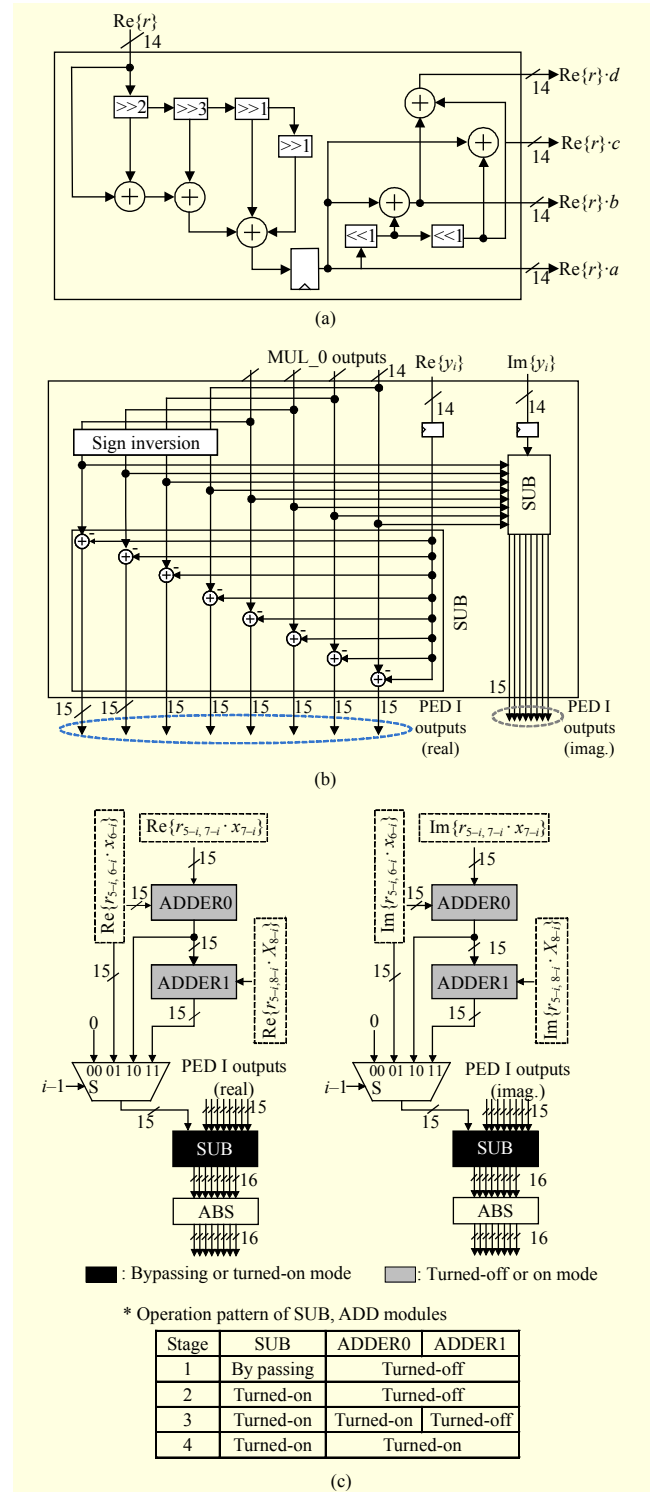 Re{r}
14
>>2
>>3
>>1
>>1
+
+
+
+
+
+
<<1
<<1
14
Re{r}·d
14
Re{r}·c
14
Re{r}·b
14
Re{r}·a
(a)
MUL_0 outputs
14
Re{yi}
14
Im{yi}
14
Sign inversion
SUB
SUB
15
15
15
15
15
15
15
15
PED I
outputs
(real)
15
PED I
outputs
(imag.)
(b)
Re{r5–i, 6–i · x6–i}
Re{r5–i, 7–i · x7–i}
15
15
ADDER0
15
15
ADDER1
Re{r5–i,8–i · X8–i}
15
0
00 01 10 11
S
i–1
15
PED I outputs
(real)
15
SUB
16
ABS
16
Im{r5–i, 6–i · x6–i}
Im{r5–i, 7–i · x7–i}
15
15
ADDER0
15
15
ADDER1
Im{r5–i, 8–i · X8–i}
15
0
00 01 10 11
S
i–1
15
PED I outputs
(imag.)
15
SUB
16
ABS
16
: Bypassing or turned-on mode
: Turned-off or on mode
* Operation pattern of SUB, ADD modules
Stage SUB ADDER0 ADDER1
1 By passing Turned-off
2 Turned-on Turned-off
3 Turned-on Turned-on Turned-off
4 Turned-on Turned-on
(c)